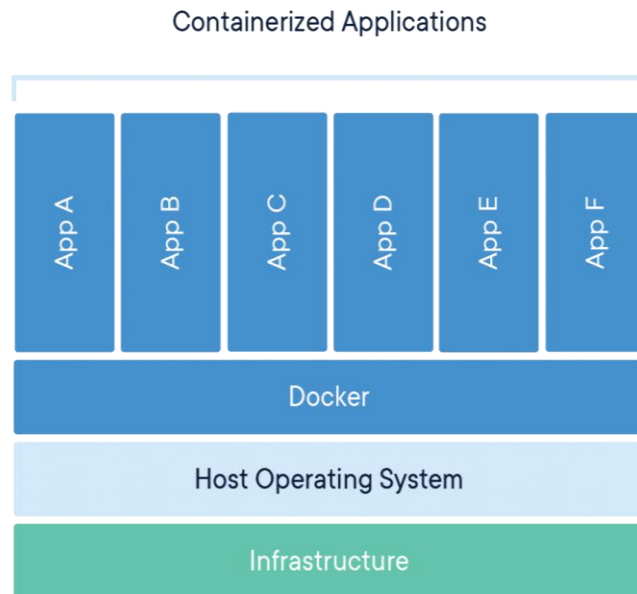 Containerized Applications
App A
App B
App C
App D
App E
App F
Docker
Host Operating System
Infrastructure